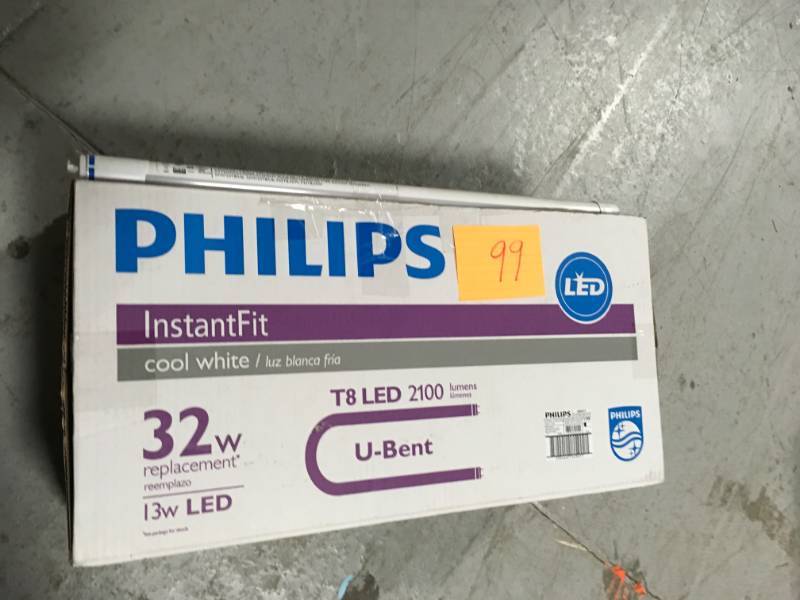 PHILIPS
99
LED
InstantFit
cool white / luz blanca fría
T8 LED 2100 lumens
lúmenes
32w
replacement*
reemplazo
13w LED
U-Bent
PHILIPS
PHILIPS